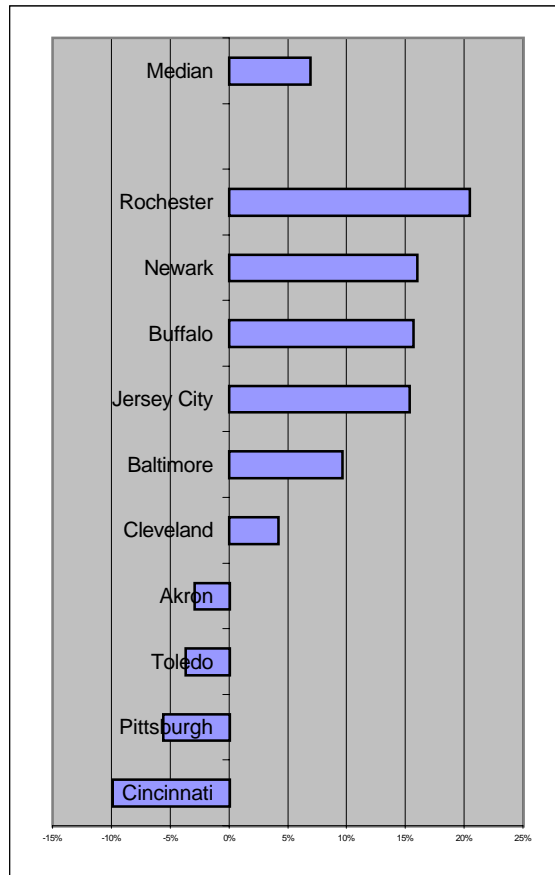 Median
Rochester
Newark
Buffalo
Jersey City
Baltimore
Cleveland
Akron
Toledo
Pittsburgh
Cincinnati
-15% -10% -5% 0% 5% 10% 15% 20% 25%